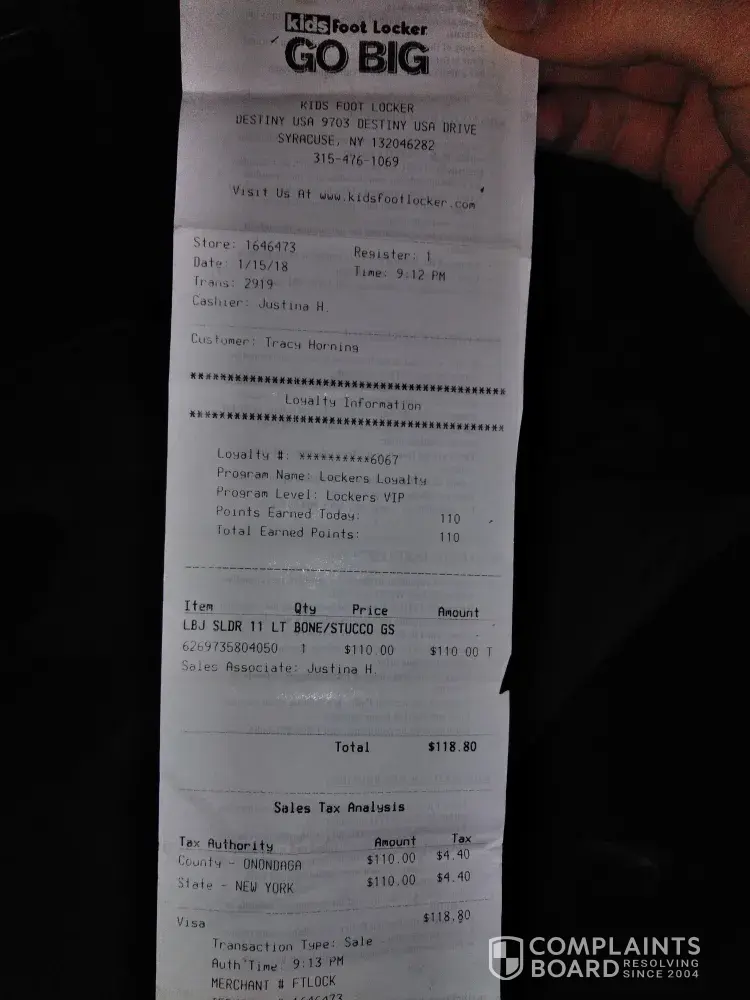 kids Foot Locker
GO BIG
KIDS FOOT LOCKER
DESTINY USA 9703 DESTINY USA DRIVE
SYRACUSE, NY 132046282
315-476-1069
Visit Us At www.kidsfootlocker.com
Store: 1646473 Register: 1
Date: 1/15/18 Time: 9:12 PM
Trans: 2919
Cashier: Justina H.
Customer: Tracy Horning
******************************************
Loyalty Information
******************************************
Loyalty #: **********6067
Program Name: Lockers Loyalty
Program Level: Lockers VIP
Points Earned Today: 110
Total Earned Points: 110
Item Qty Price Amount
LBJ SLDR 11 LT BONE/STUCCO GS
6269735804050 1 $110.00 $110.00 T
Sales Associate: Justina H.
Total $118.80
Sales Tax Analysis
Tax Authority Amount Tax
County - ONONDAGA $110.00 $4.40
State - NEW YORK $110.00 $4.40
Visa $118.80
Transaction Type: Sale
Auth Time: 9:13 PM
MERCHANT # FTLOCK
1646473
COMPLAINTS
BOARD RESOLVING
SINCE 2004